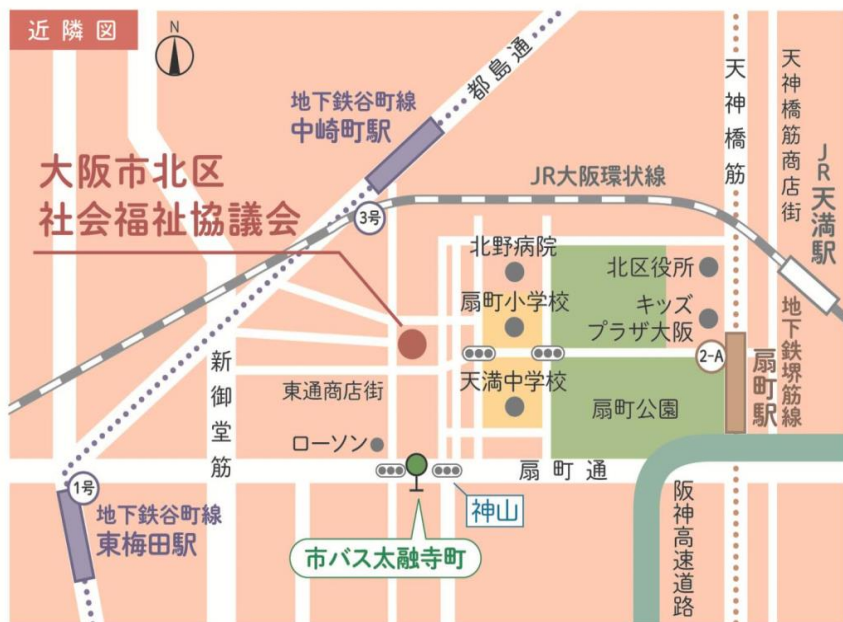 近隣図
N
都島通
天神橋筋
天神橋筋商店街
地下鉄谷町線
中崎町駅
大阪市北区
社会福祉協議会
3号
JR大阪環状線
JR天満駅
北野病院
北区役所
扇町小学校
キッズ
プラザ大阪
2-A
地下鉄堺筋線
扇町駅
新御堂筋
東通商店街
天満中学校
扇町公園
ローソン
扇町通
1号
神山
地下鉄谷町線
東梅田駅
市バス太融寺町
阪神高速道路